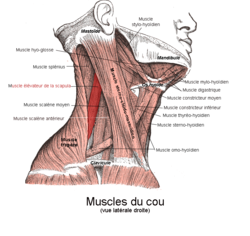 Muscle
stylo-hyoïdien
Mastoïde
Muscle hyo-glosse
Mandibule
Muscle splénius
Muscle mylo-hyoïdien
Muscle élévateur de la scapula
Muscle digastrique
Muscle constricteur moyen
Muscle scalène moyen
Muscle constricteur inférieur
Muscle thyréo-hyoïdien
Muscle scalène antérieur
Muscle sterno-hyoïdien
Muscle
trapèze
Muscle omo-hyoïdien
Clavicule
Muscles du cou
(vue latérale droite)